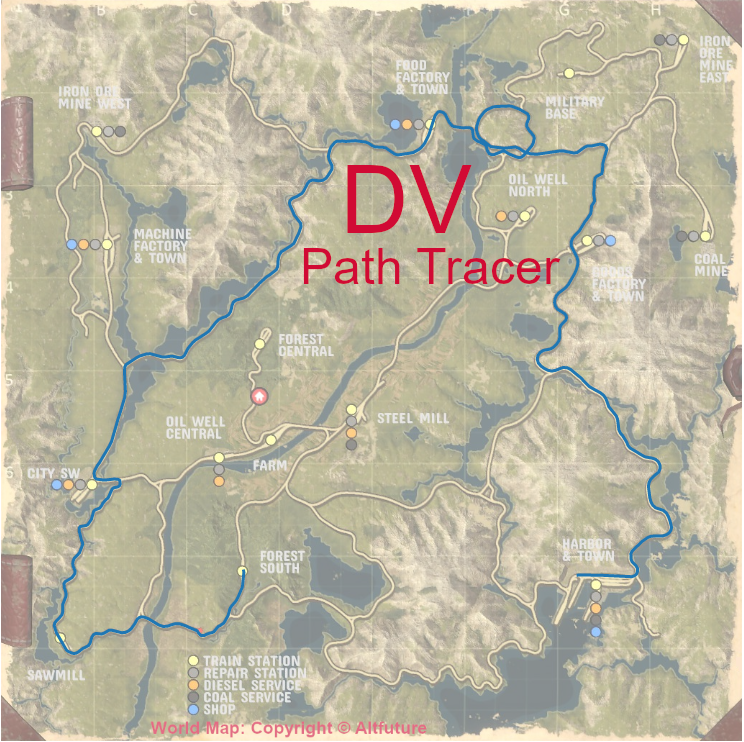 A B C D E F G H
IRON ORE
MINE WEST
FOOD
FACTORY
& TOWN
MILITARY
BASE
IRON
ORE
MINE
EAST
3
OIL WELL
NORTH
DV
Path Tracer
MACHINE
FACTORY
& TOWN
COAL
MINE
GOODS
FACTORY
& TOWN
4
FOREST
CENTRAL
5
OIL WELL
CENTRAL
STEEL MILL
FARM
6
CITY SW
HARBOR
& TOWN
FOREST
SOUTH
SAWMILL
TRAIN STATION
REPAIR STATION
DIESEL SERVICE
COAL SERVICE
SHOP
World Map: Copyright © Altfuture